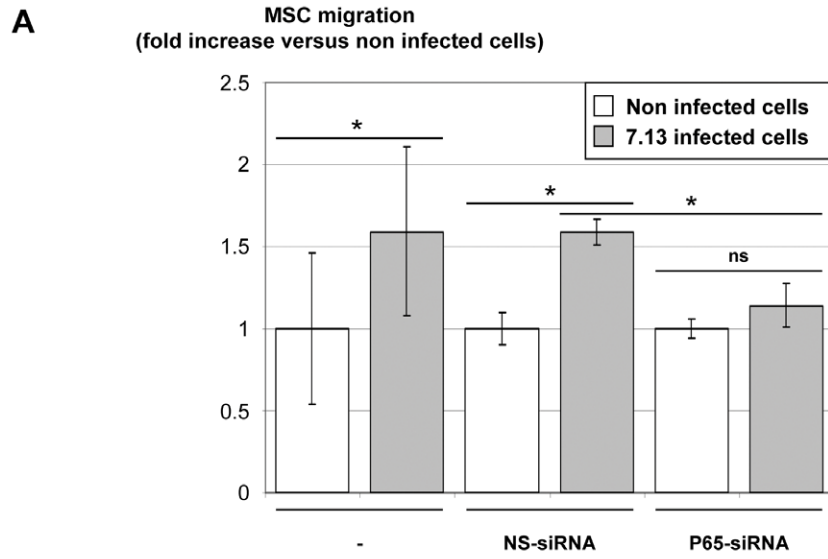 A
MSC migration
(fold increase versus non infected cells)
2.5
Non infected cells
7.13 infected cells
*
2
*
*
1.5
ns
1
0.5
0
-
NS-siRNA
P65-siRNA